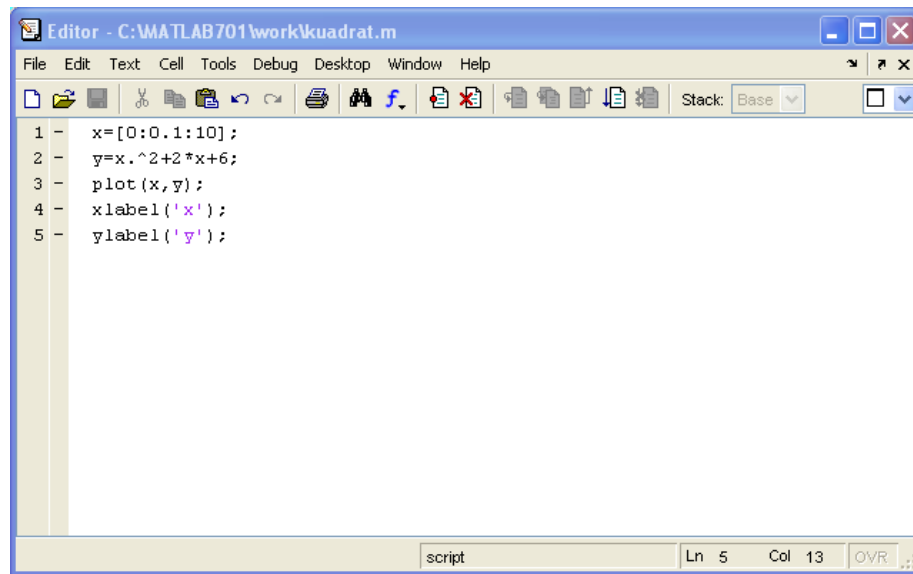 Editor - C:\MATLAB701\work\kuadrat.m
File Edit Text Cell Tools Debug Desktop Window Help
Stack: Base
1 - x=[0:0.1:10];
2 - y=x.^2+2*x+6;
3 - plot(x,y);
4 - xlabel('x');
5 - ylabel('y');
script Ln 5 Col 13 OVR